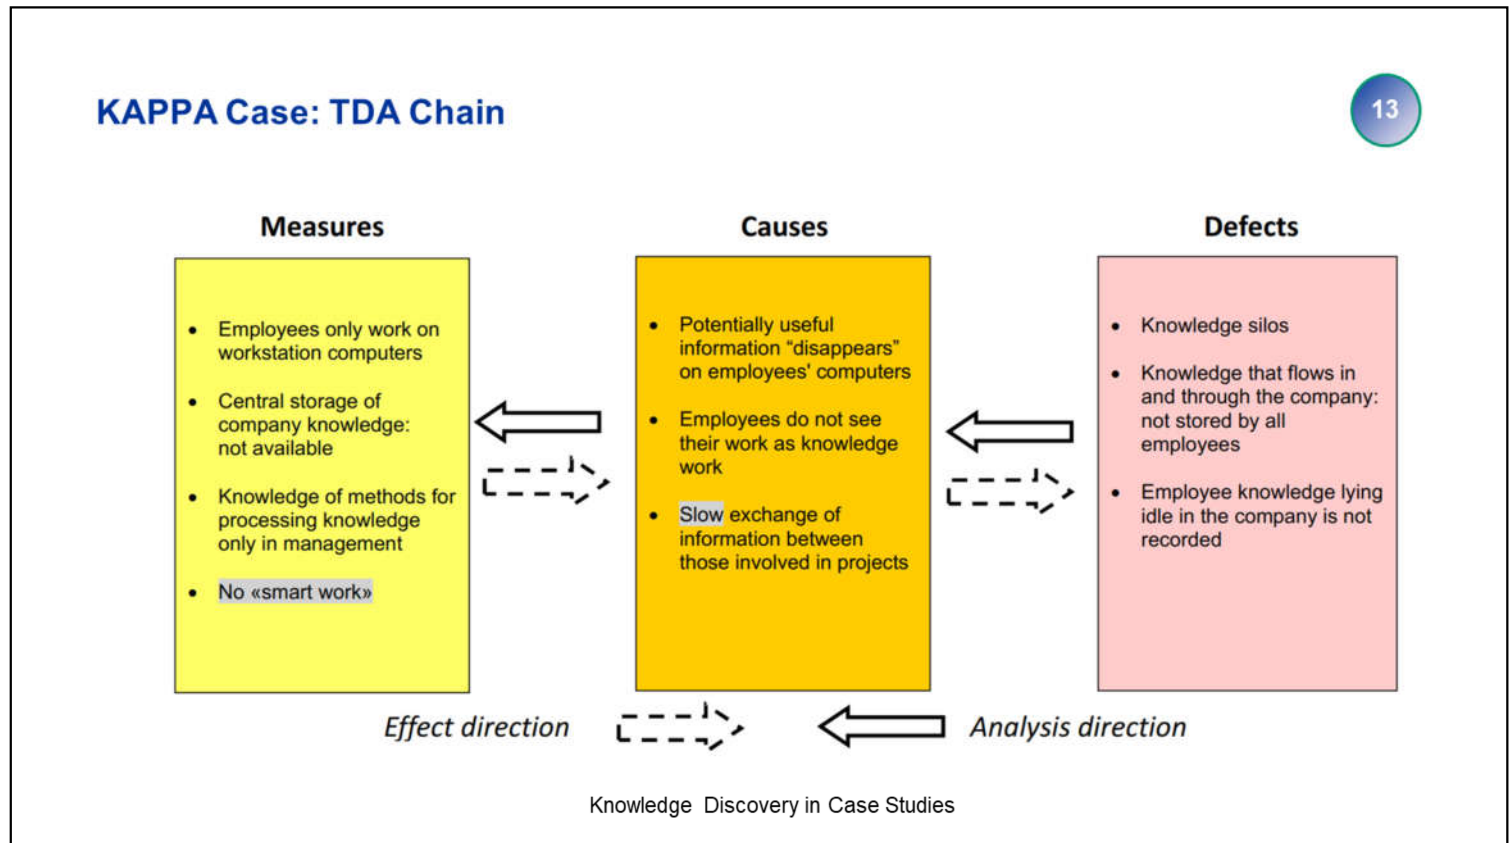 KAPPA Case: TDA Chain
13
Measures
• Employees only work on
workstation computers
• Central storage of
company knowledge:
not available
• Knowledge of methods for
processing knowledge
only in management
• No «smart work»
Causes
• Potentially useful
information “disappears”
on employees' computers
• Employees do not see
their work as knowledge
work
• Slow exchange of
information between
those involved in projects
Defects
• Knowledge silos
• Knowledge that flows in
and through the company:
not stored by all
employees
• Employee knowledge lying
idle in the company is not
recorded
Effect direction
Analysis direction
Knowledge Discovery in Case Studies